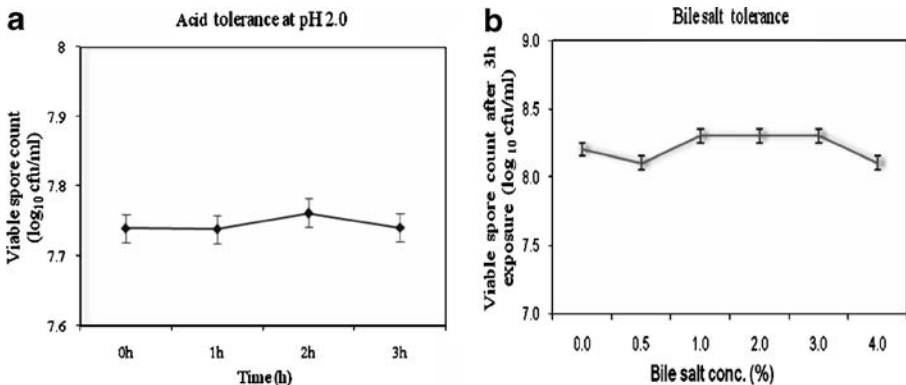 a
Acid tolerance at pH 2.0
Viable spore count
(log10 cfu/ml)
8
7.9
7.8
7.7
7.6
0h
1h
2h
3h
Time (h)
b
Bile salt tolerance
Viable spore count after 3h
exposure (log 10 cfu/ml)
9.0
8.5
8.0
7.5
7.0
0.0
0.5
1.0
2.0
3.0
4.0
Bile salt conc. (%)